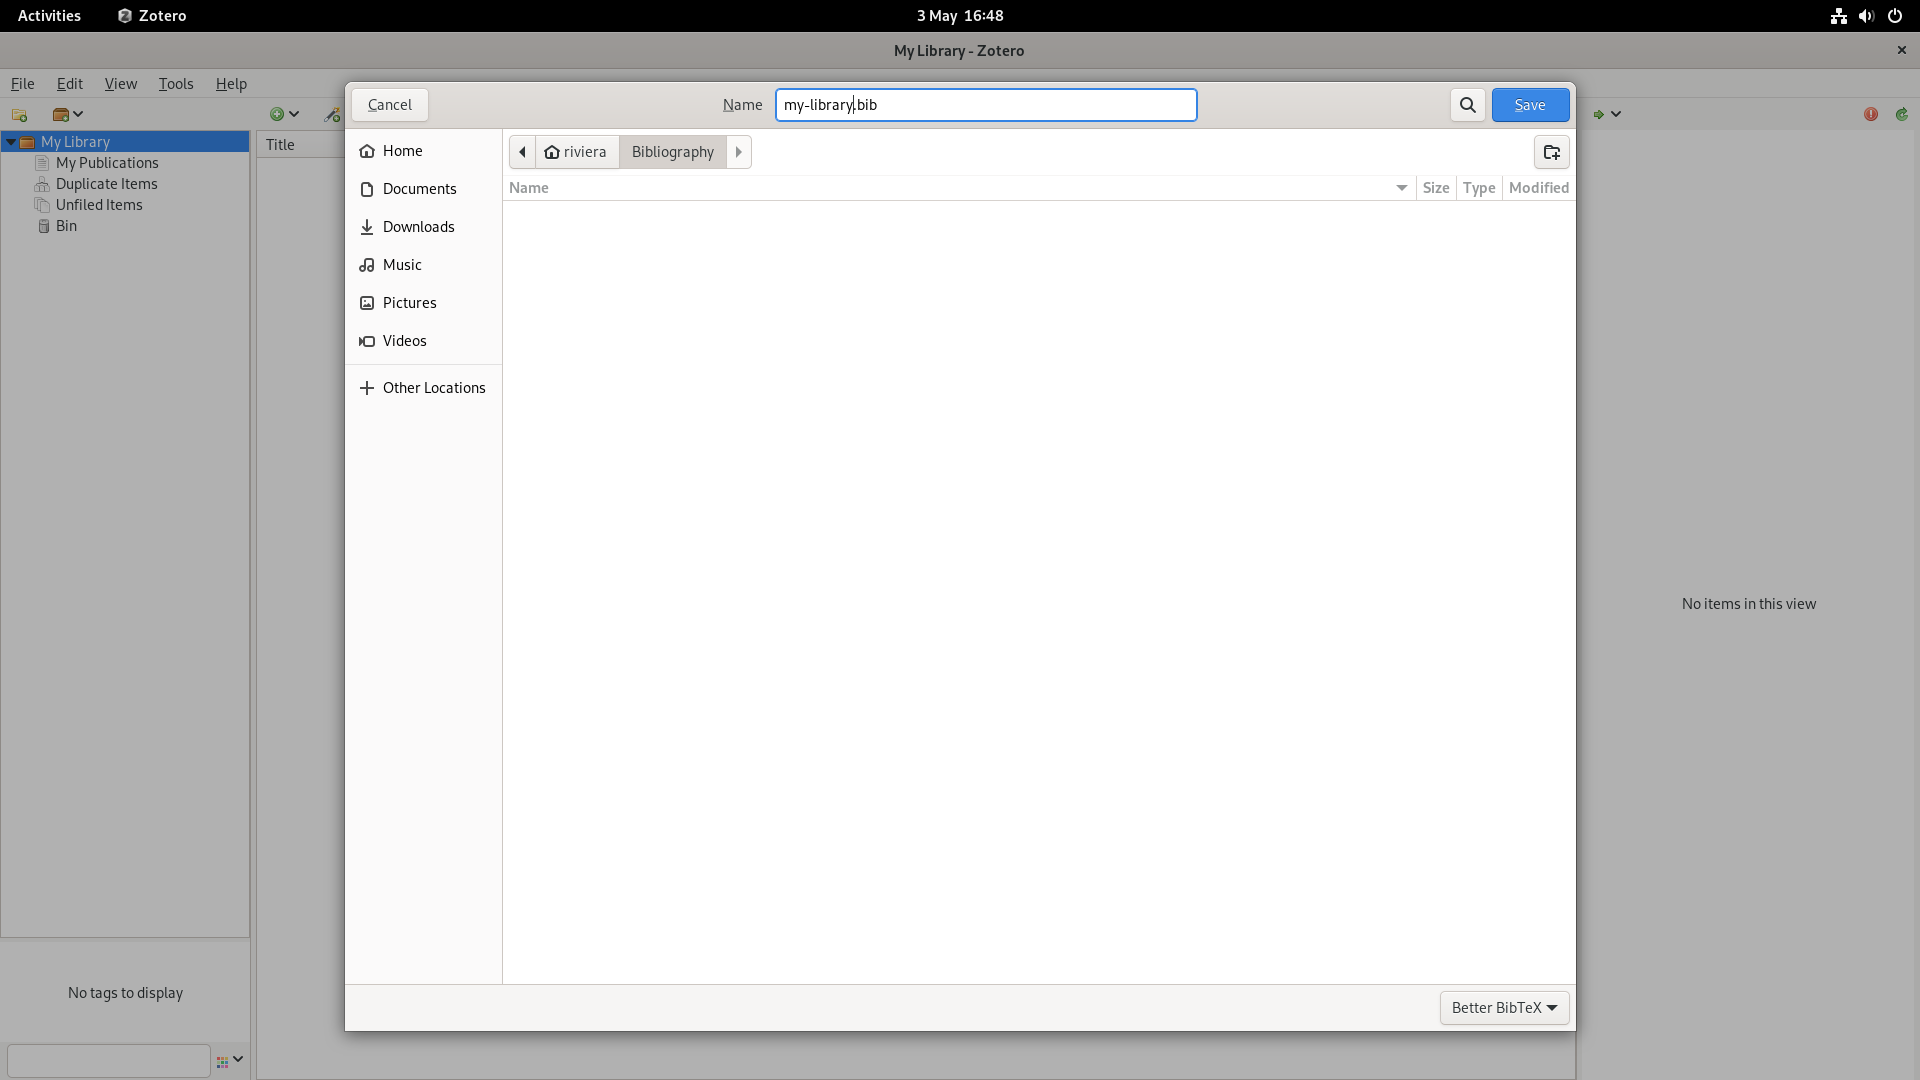 Activities Zotero 3 May 16:48
My Library - Zotero
File Edit View Tools Help
Cancel Name my-library.bib Save
My Library
My Publications
Duplicate Items
Unfiled Items
Bin
Title
Home
Documents
Downloads
Music
Pictures
Videos
Other Locations
riviera Bibliography
Name Size Type Modified
No items in this view
No tags to display
Better BibTeX